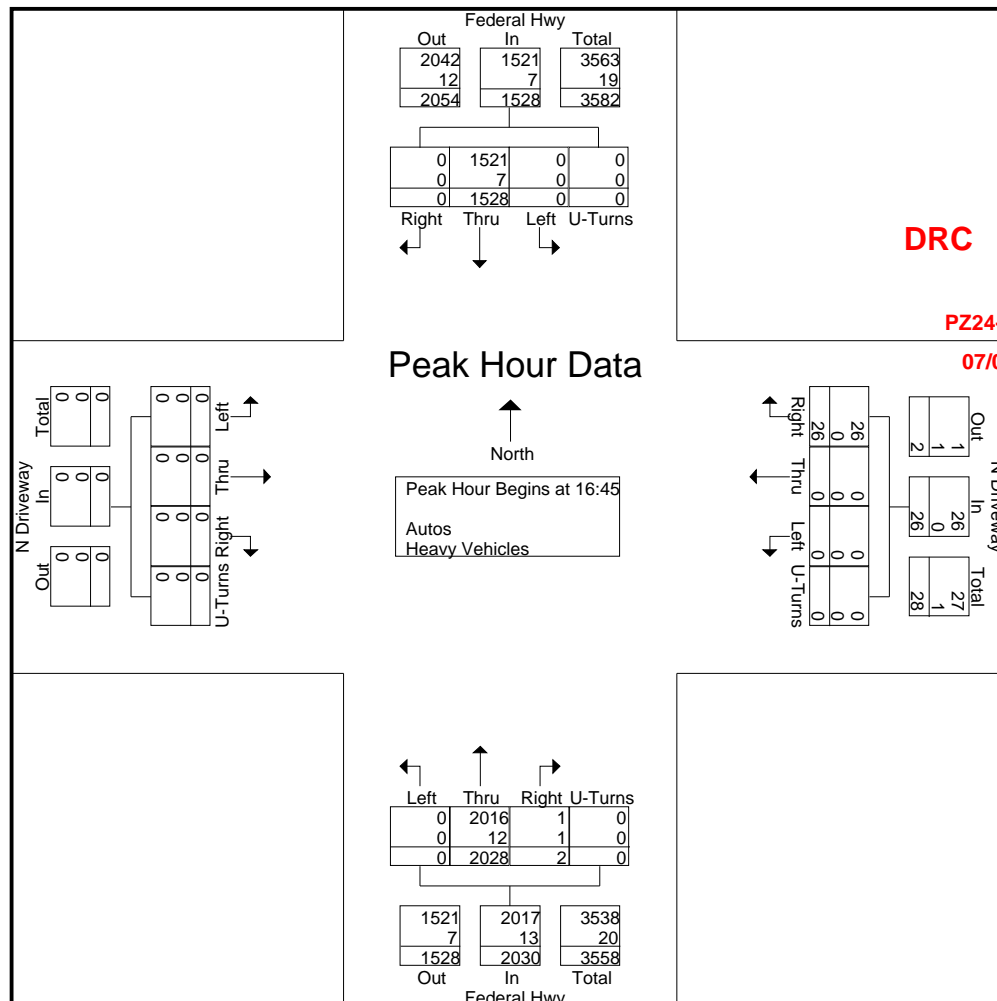 Federal Hwy
Out In Total
2042 1521 3563
12 7 19
2054 1528 3582
0 1521 0 0
0 7 0 0
0 1528 0 0
Right Thru Left U-Turns
DRC
PZ24-
07/0
Peak Hour Data
North
Peak Hour Begins at 16:45
Autos
Heavy Vehicles
N Driveway
Out In Total
0 0 0
0 0 0
0 0 0
U-Turns Right Thru Left
0 0 0 0
0 0 0 0
0 0 0 0
N Driveway
Out In Total
1 26 27
1 0 1
2 26 28
Right Thru Left U-Turns
26 0 0 0
0 0 0 0
26 0 0 0
Left Thru Right U-Turns
0 2016 1 0
0 12 1 0
0 2028 2 0
1521 2017 3538
7 13 20
1528 2030 3558
Out In Total
Federal Hwy